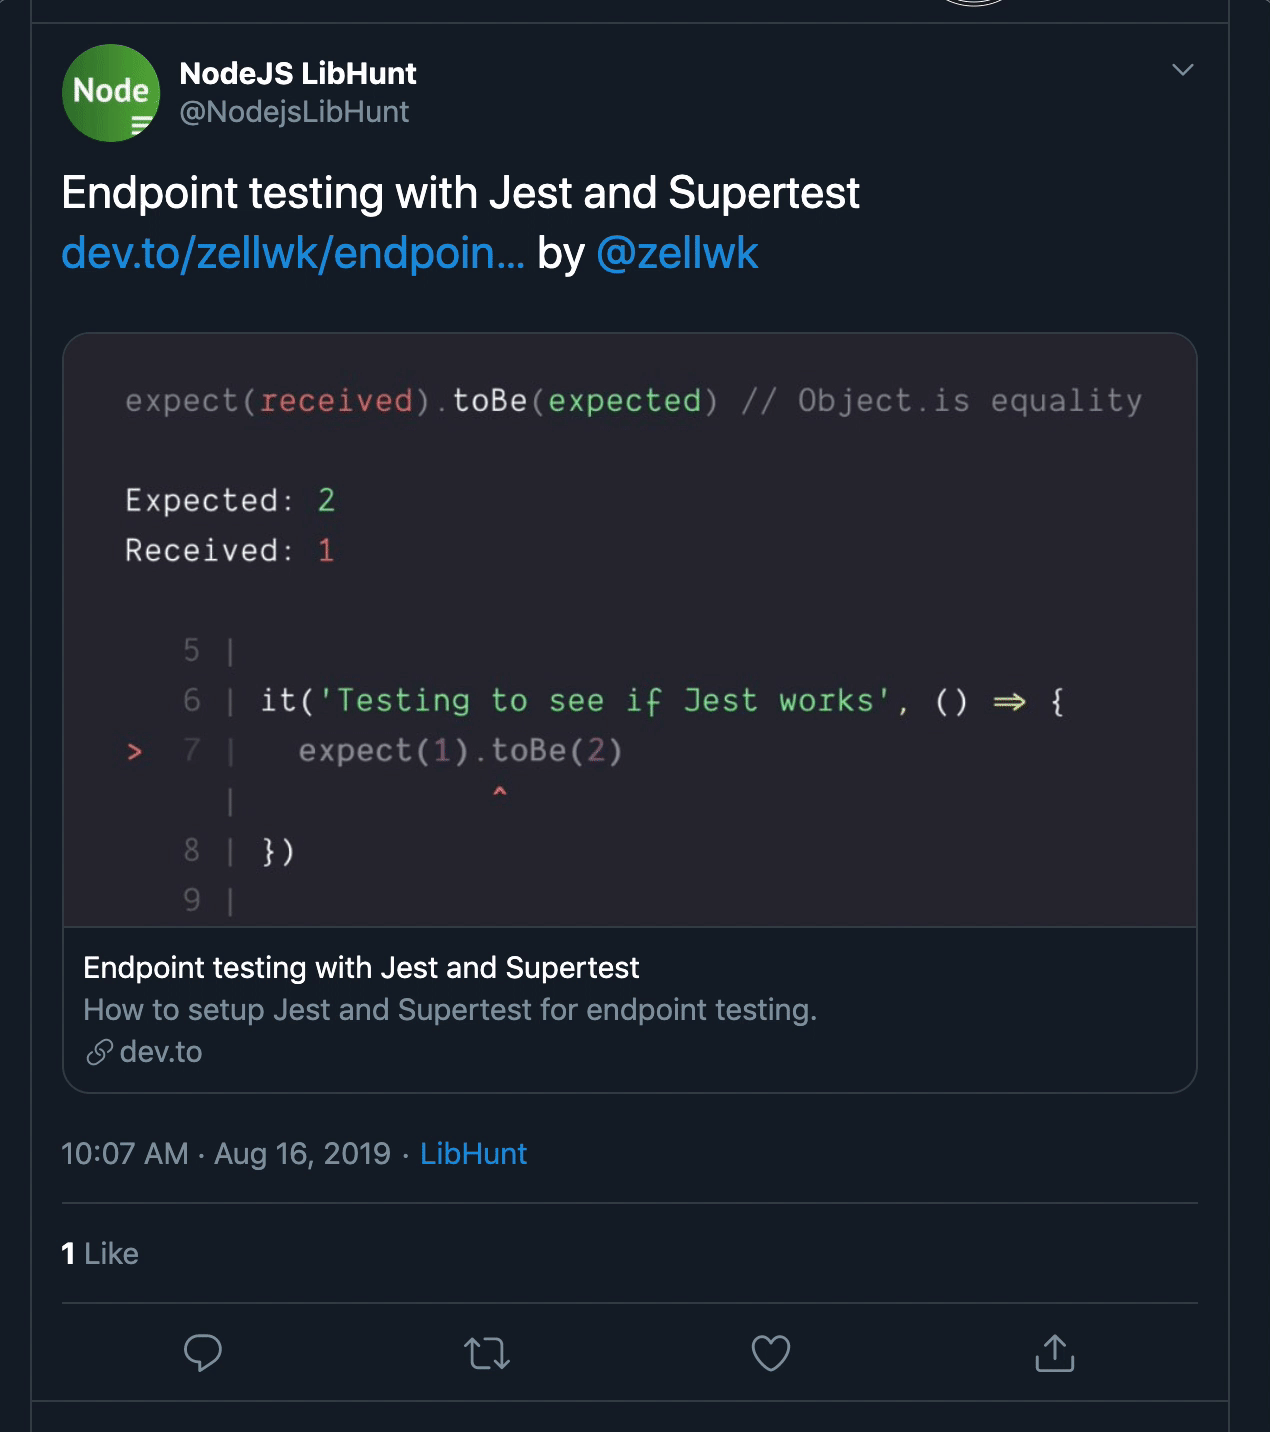 Node
NodeJS LibHunt
@NodejsLibHunt
Endpoint testing with Jest and Supertest
dev.to/zellwk/endpoin… by @zellwk
expect(received).toBe(expected) // Object.is equality
Expected: 2
Received: 1
5 |
6 | it('Testing to see if Jest works', () => {
> 7 | expect(1).toBe(2)
| ^
8 | })
9 |
Endpoint testing with Jest and Supertest
How to setup Jest and Supertest for endpoint testing.
dev.to
10:07 AM · Aug 16, 2019 · LibHunt
1 Like